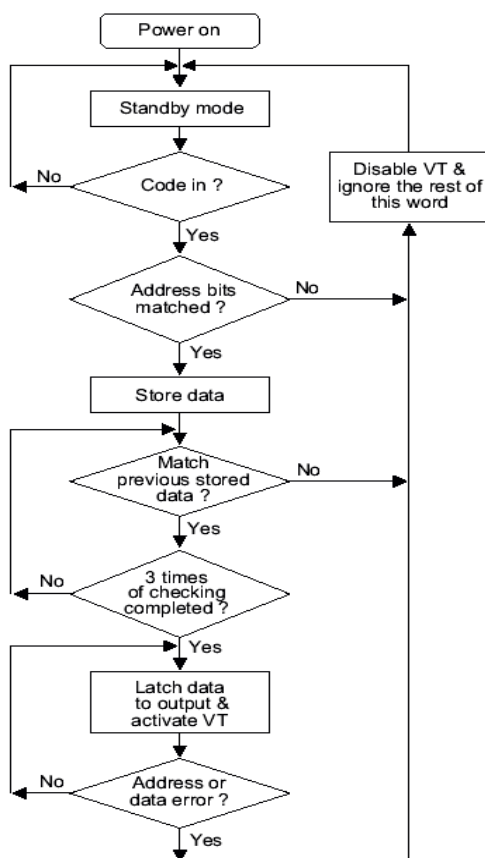 Power on
Standby mode
No
Code in ?
Disable VT &
ignore the rest of
this word
Yes
Address bits
matched ?
No
Yes
Store data
Match
previous stored
data ?
No
Yes
No
3 times
of checking
completed ?
Yes
Latch data
to output &
activate VT
No
Address or
data error ?
Yes